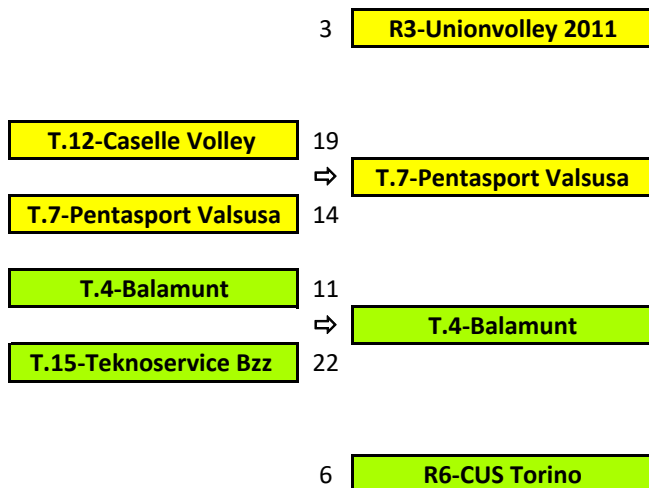 3 R3-Unionvolley 2011
T.12-Caselle Volley 19
⇨ T.7-Pentasport Valsusa
T.7-Pentasport Valsusa 14
T.4-Balamunt 11
⇨ T.4-Balamunt
T.15-Teknoservice Bzz 22
6 R6-CUS Torino